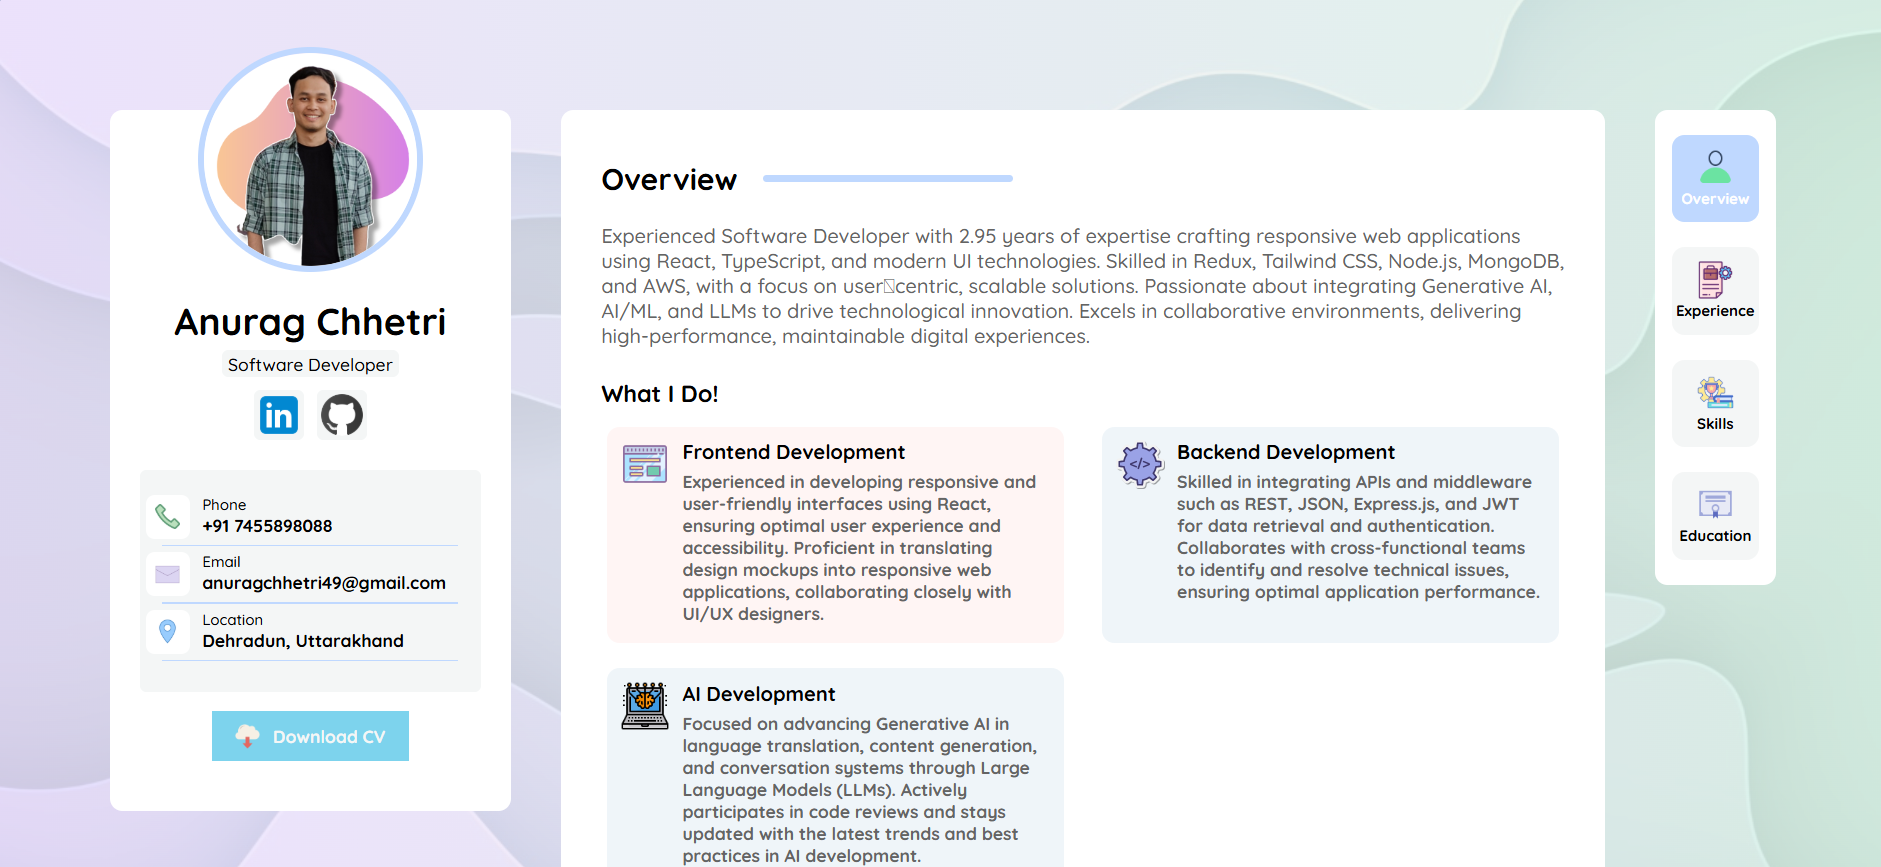 Anurag Chhetri
Software Developer
in
Phone
+91 7455898088
Email
anuragchhetri49@gmail.com
Location
Dehradun, Uttarakhand
Download CV
Overview
Experienced Software Developer with 2.95 years of expertise crafting responsive web applications
using React, TypeScript, and modern UI technologies. Skilled in Redux, Tailwind CSS, Node.js, MongoDB,
and AWS, with a focus on user□centric, scalable solutions. Passionate about integrating Generative AI,
AI/ML, and LLMs to drive technological innovation. Excels in collaborative environments, delivering
high-performance, maintainable digital experiences.
What I Do!
Frontend Development
Experienced in developing responsive and
user-friendly interfaces using React,
ensuring optimal user experience and
accessibility. Proficient in translating
design mockups into responsive web
applications, collaborating closely with
UI/UX designers.
</> Backend Development
Skilled in integrating APIs and middleware
such as REST, JSON, Express.js, and JWT
for data retrieval and authentication.
Collaborates with cross-functional teams
to identify and resolve technical issues,
ensuring optimal application performance.
AI Development
Focused on advancing Generative AI in
language translation, content generation,
and conversation systems through Large
Language Models (LLMs). Actively
participates in code reviews and stays
updated with the latest trends and best
practices in AI development.
Overview
Experience
Skills
Education